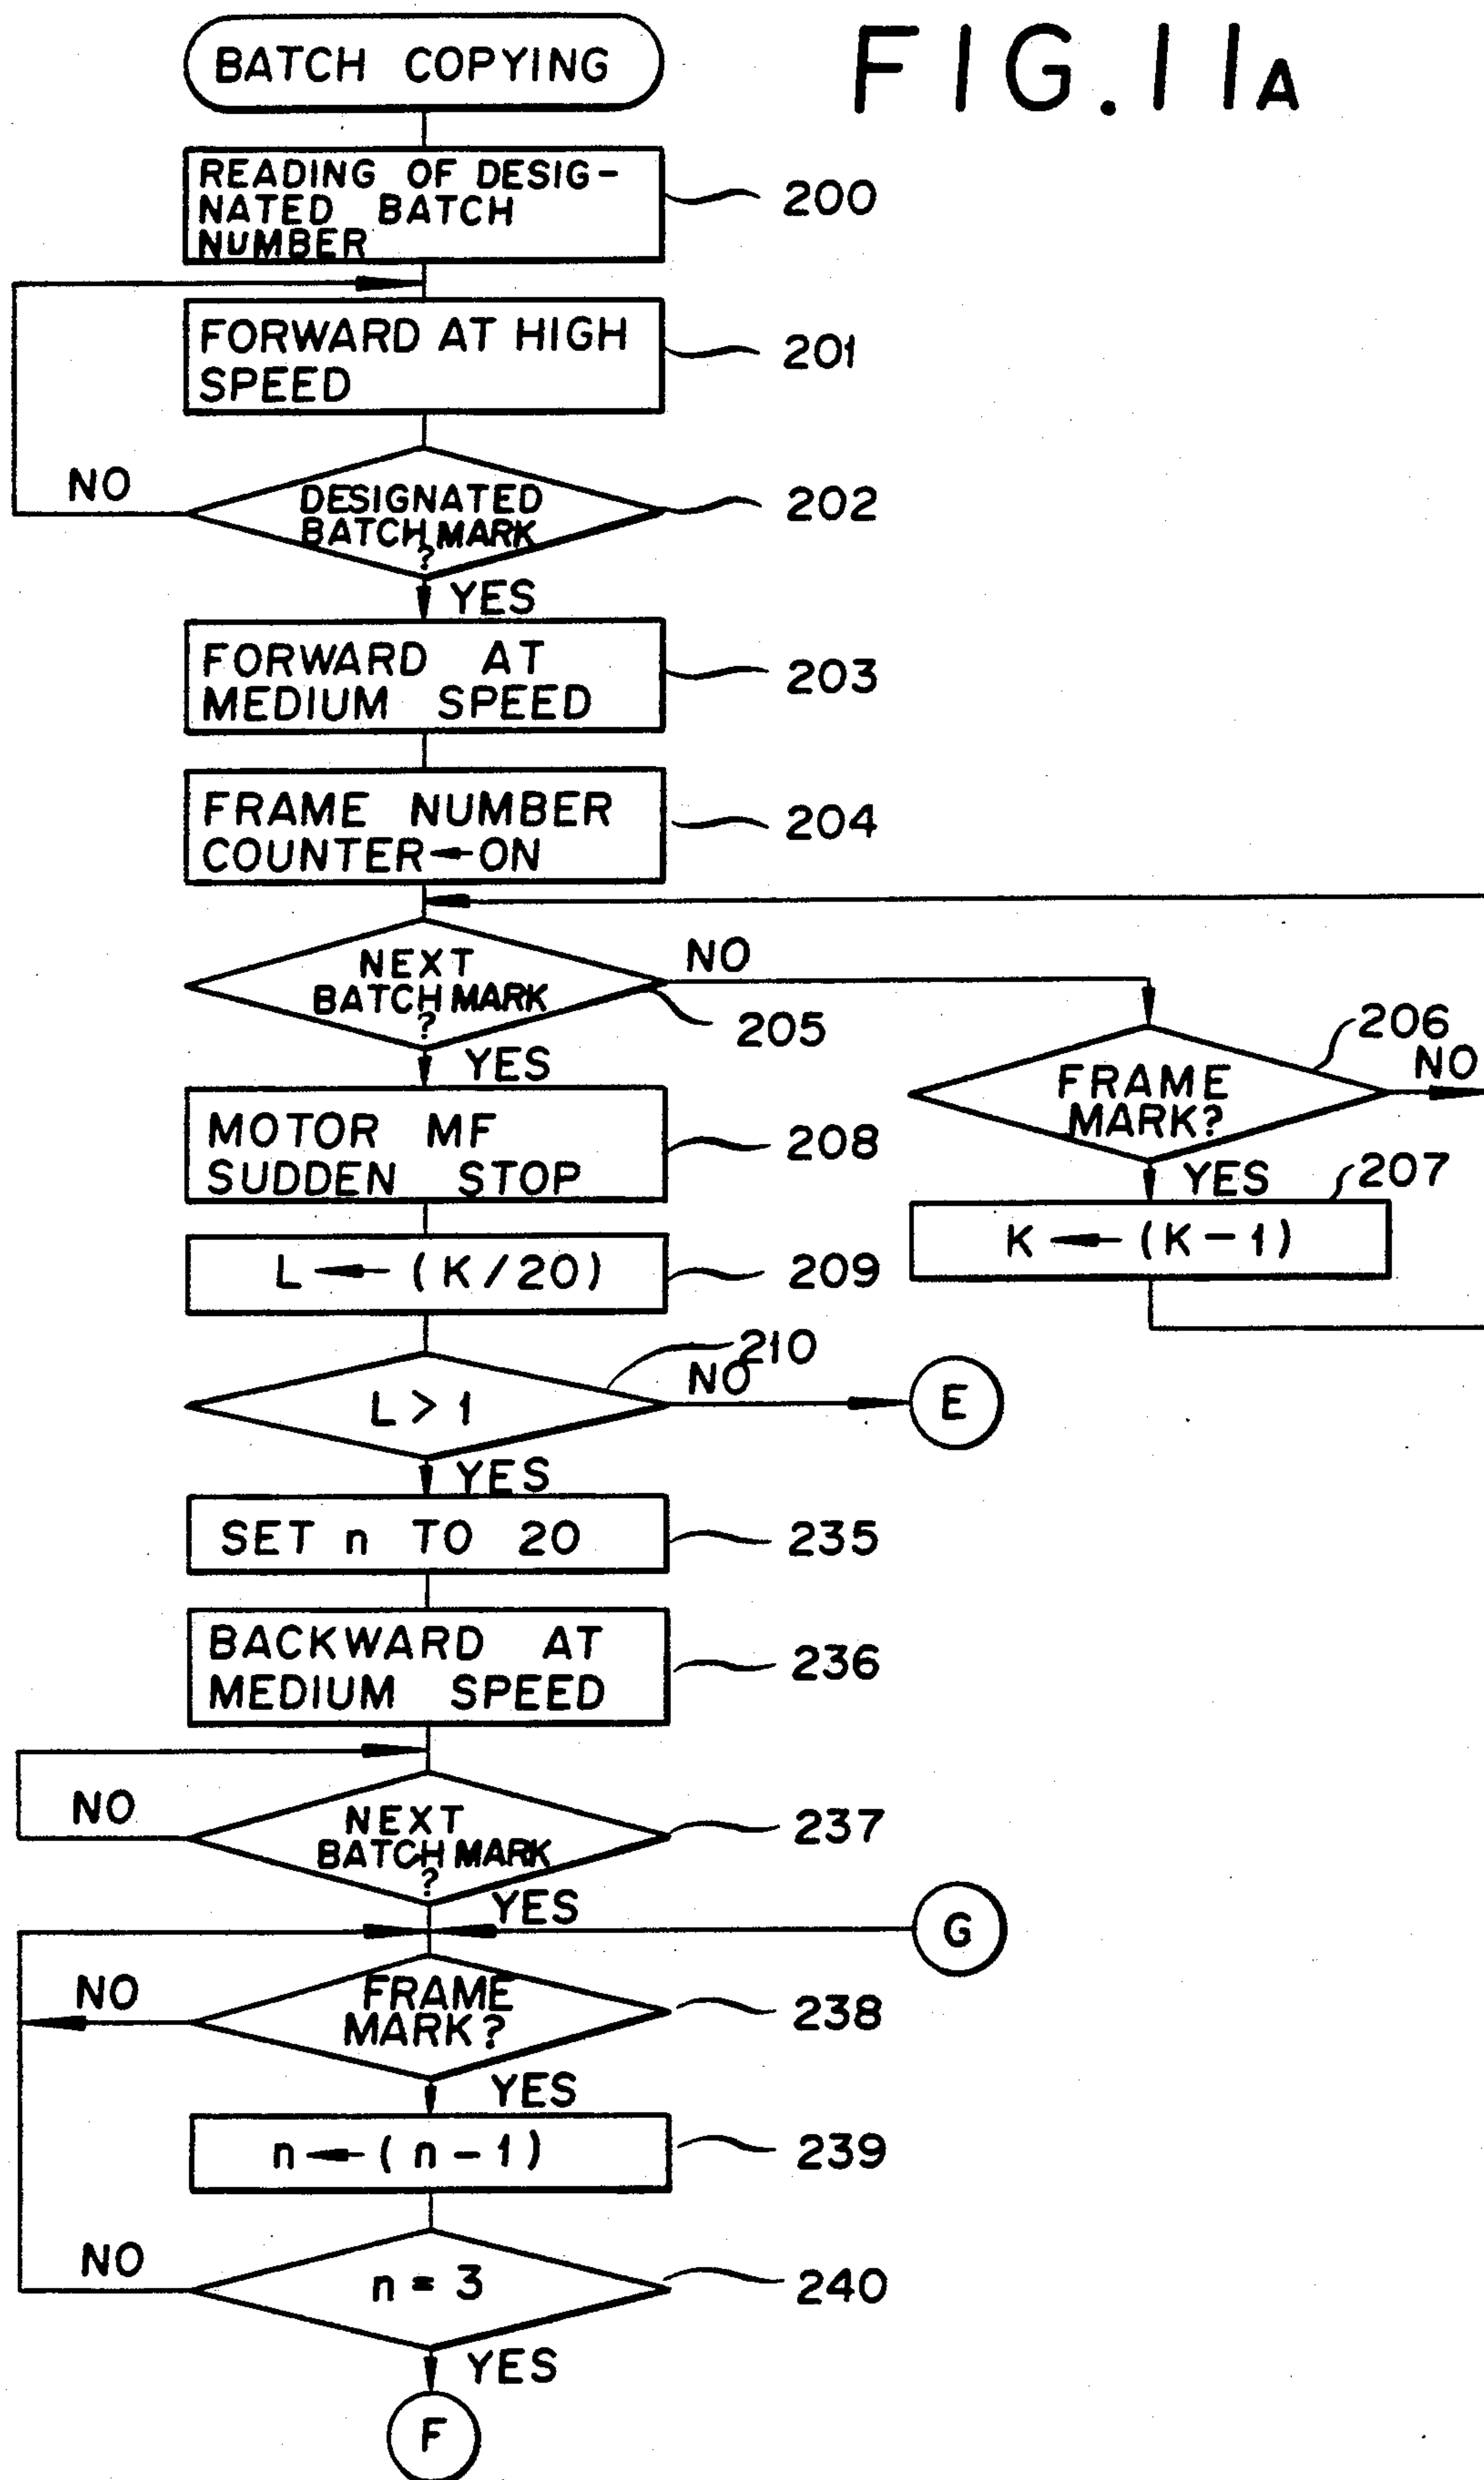 FIG. 11A
BATCH COPYING
READING OF DESIG-
NATED BATCH
NUMBER
200
FORWARD AT HIGH
SPEED
201
NO
DESIGNATED
BATCH MARK
?
202
YES
FORWARD AT
MEDIUM SPEED
203
FRAME NUMBER
COUNTER←ON
204
NEXT
BATCH MARK
?
NO
205
YES
206
NO
FRAME
MARK?
YES
207
K ← (K-1)
MOTOR MF
SUDDEN STOP
208
L ← (K/20)
209
210
L > 1
NO
E
YES
SET n TO 20
235
BACKWARD AT
MEDIUM SPEED
236
NO
NEXT
BATCH MARK
?
237
YES
G
NO
FRAME
MARK?
238
YES
n ← (n-1)
239
NO
n = 3
240
YES
F